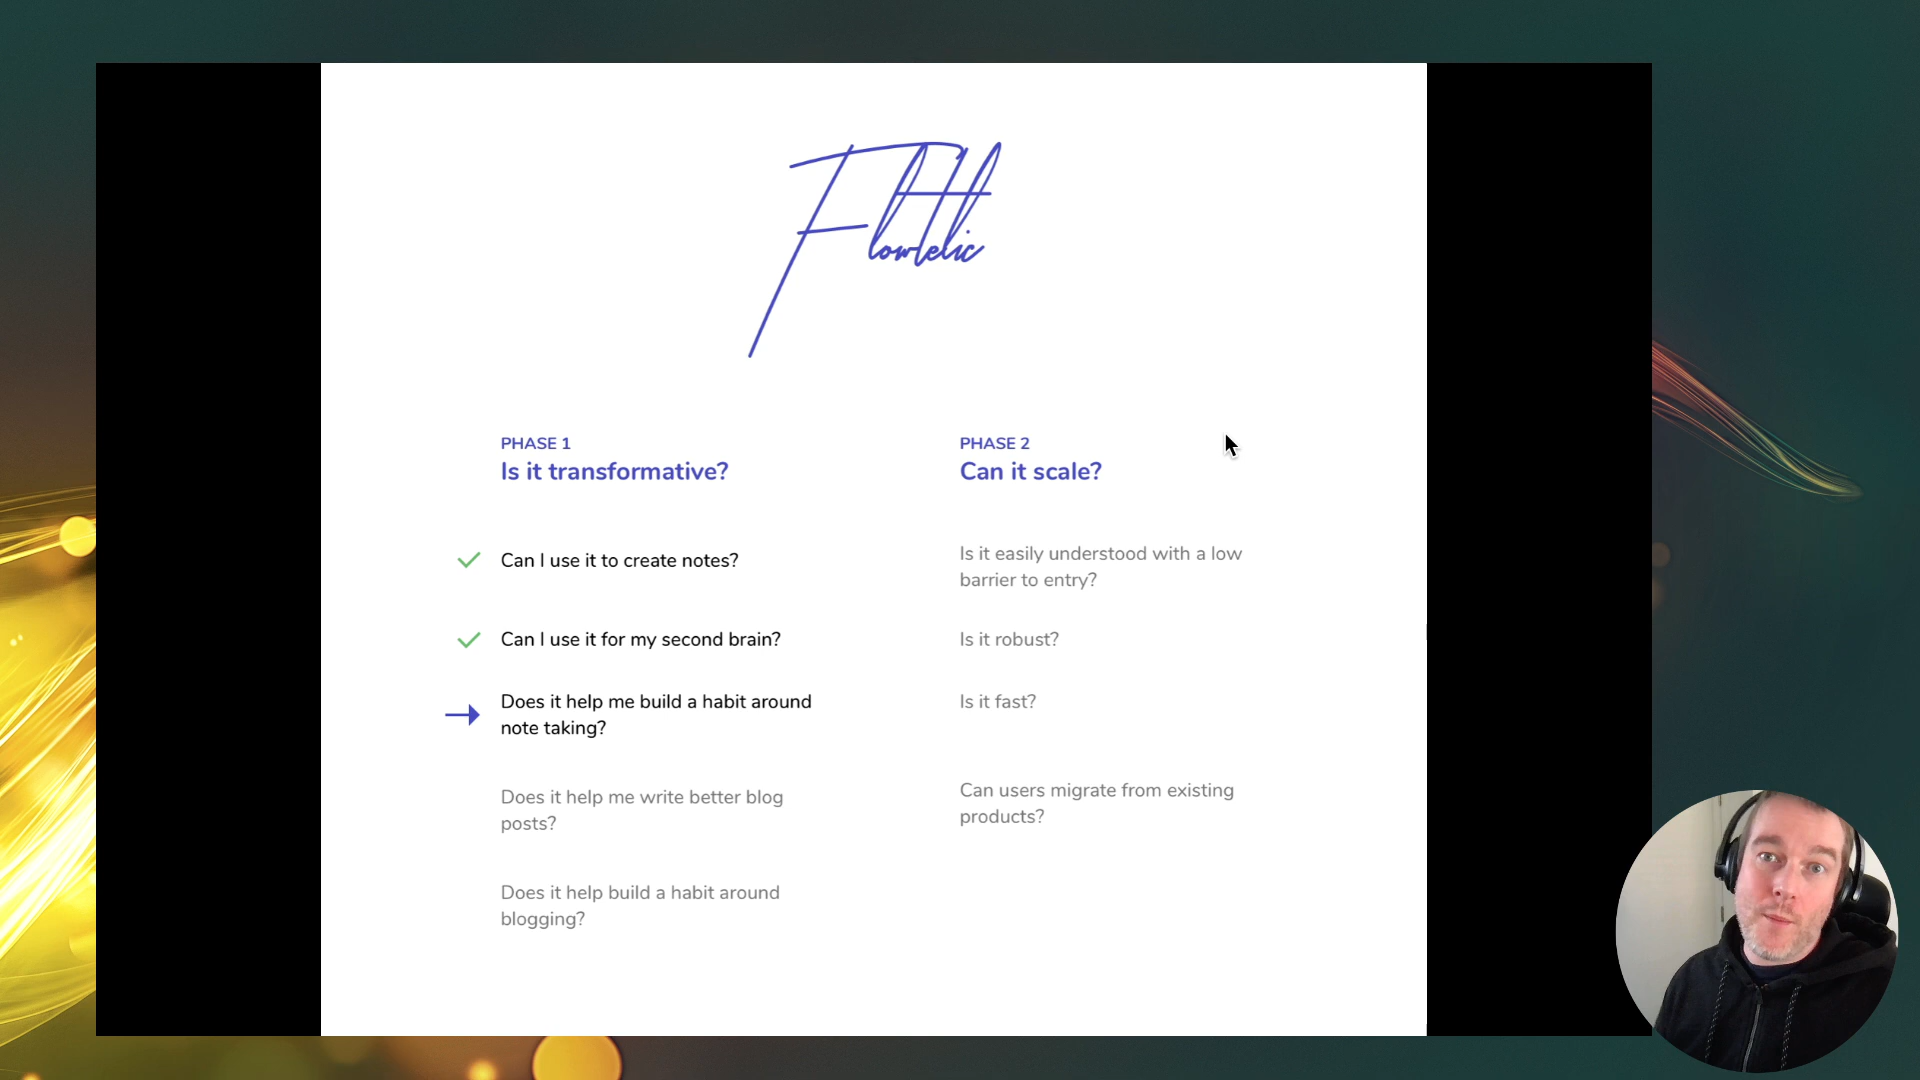 Flowtelic
PHASE 1
Is it transformative?
Can I use it to create notes?
Can I use it for my second brain?
Does it help me build a habit around
note taking?
Does it help me write better blog
posts?
Does it help build a habit around
blogging?
PHASE 2
Can it scale?
Is it easily understood with a low
barrier to entry?
Is it robust?
Is it fast?
Can users migrate from existing
products?